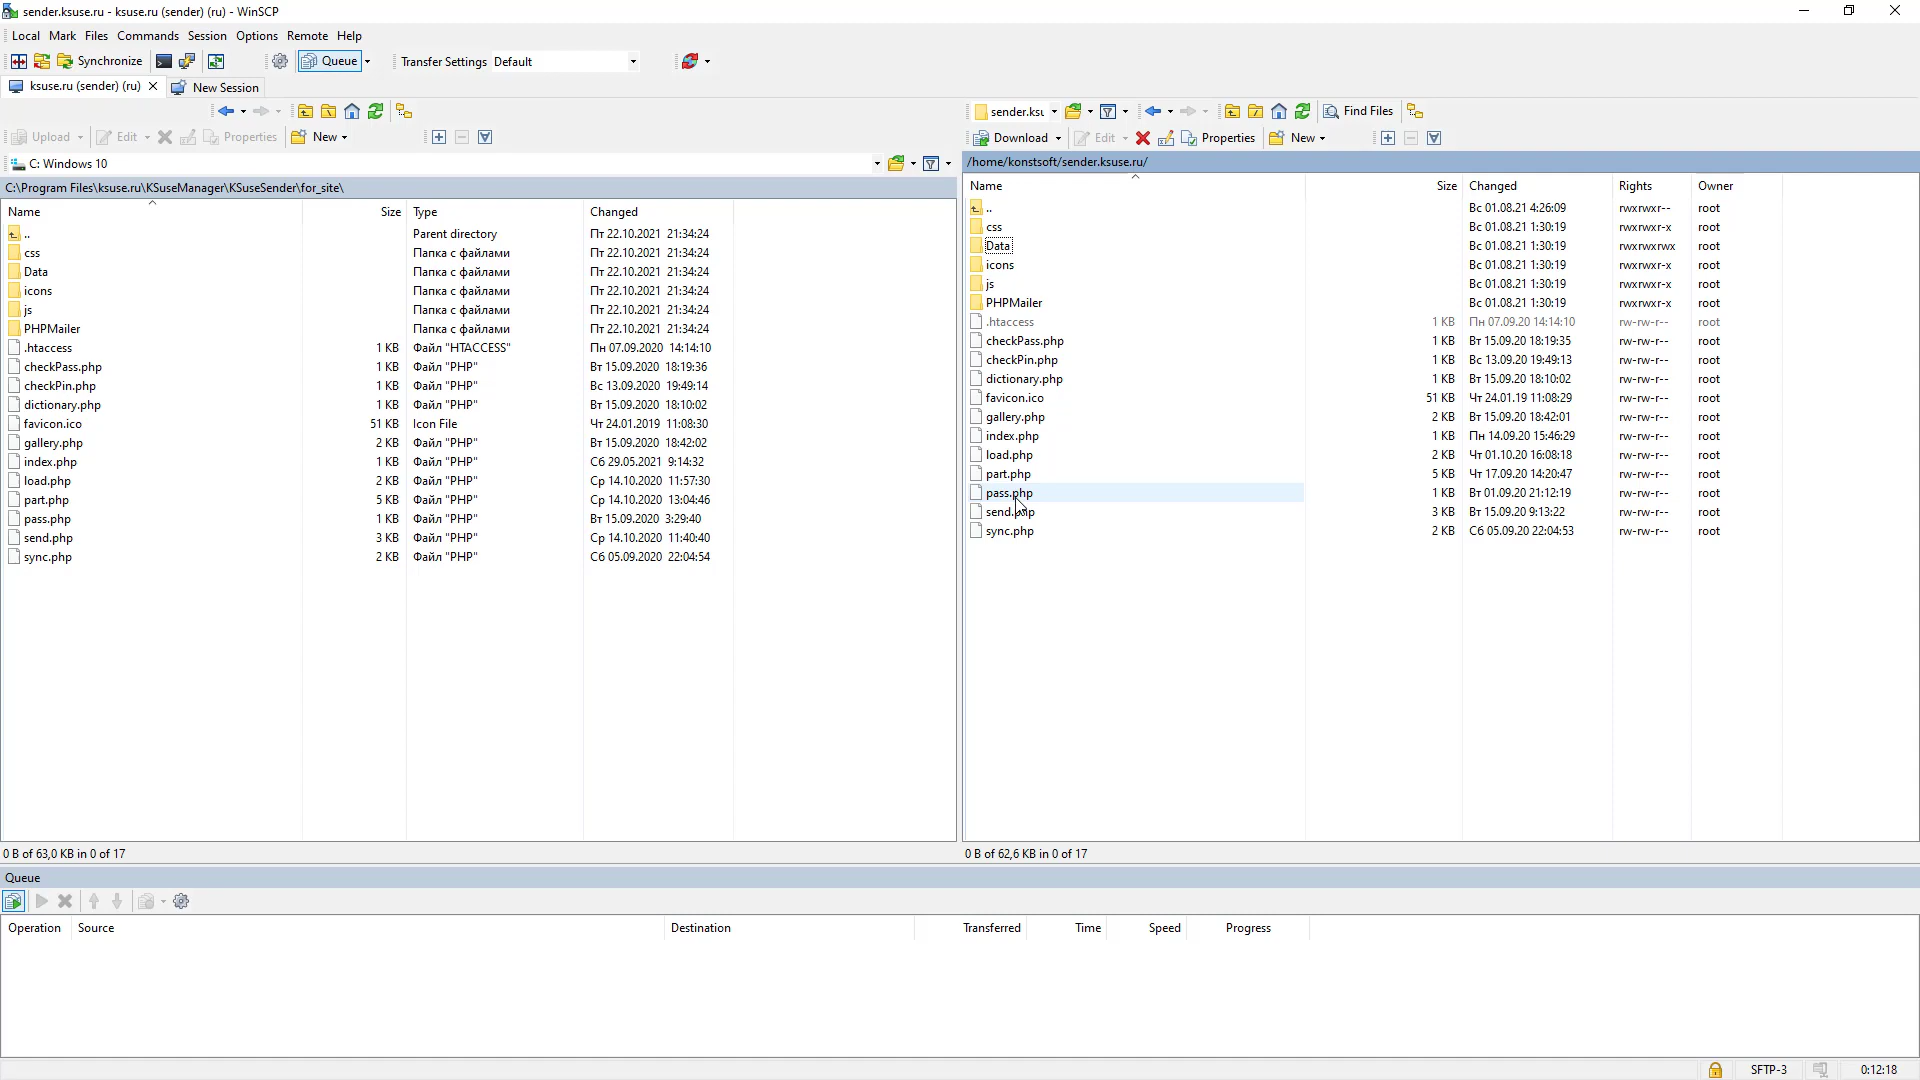 sender.ksuse.ru - ksuse.ru (sender) (ru) - WinSCP
Local Mark Files Commands Session Options Remote Help
Synchronize Queue Transfer Settings Default
ksuse.ru (sender) (ru) New Session
sender.ksu Find Files
Upload Edit Properties New
Download Edit Properties New
C: Windows 10
C:\Program Files\ksuse.ru\KSuseManager\KSuseSender\for_site\
Name Size Type Changed
.. Parent directory Пт 22.10.2021 21:34:24
css Папка с файлами Пт 22.10.2021 21:34:24
Data Папка с файлами Пт 22.10.2021 21:34:24
icons Папка с файлами Пт 22.10.2021 21:34:24
js Папка с файлами Пт 22.10.2021 21:34:24
PHPMailer Папка с файлами Пт 22.10.2021 21:34:24
.htaccess 1 KB Файл "HTACCESS" Пн 07.09.2020 14:14:10
checkPass.php 1 KB Файл "PHP" Вт 15.09.2020 18:19:36
checkPin.php 1 KB Файл "PHP" Вс 13.09.2020 19:49:14
dictionary.php 1 KB Файл "PHP" Вт 15.09.2020 18:10:02
favicon.ico 51 KB Icon File Чт 24.01.2019 11:08:30
gallery.php 2 KB Файл "PHP" Вт 15.09.2020 18:42:02
index.php 1 KB Файл "PHP" Сб 29.05.2021 9:14:32
load.php 2 KB Файл "PHP" Ср 14.10.2020 11:57:30
part.php 5 KB Файл "PHP" Ср 14.10.2020 13:04:46
pass.php 1 KB Файл "PHP" Вт 15.09.2020 3:29:40
send.php 3 KB Файл "PHP" Ср 14.10.2020 11:40:40
sync.php 2 KB Файл "PHP" Сб 05.09.2020 22:04:54
0 B of 63,0 KB in 0 of 17
/home/konstsoft/sender.ksuse.ru/
Name Size Changed Rights Owner
.. Вс 01.08.21 4:26:09 rwxrwxr-- root
css Вс 01.08.21 1:30:19 rwxrwxr-x root
Data Вс 01.08.21 1:30:19 rwxrwxrwx root
icons Вс 01.08.21 1:30:19 rwxrwxr-x root
js Вс 01.08.21 1:30:19 rwxrwxr-x root
PHPMailer Вс 01.08.21 1:30:19 rwxrwxr-x root
.htaccess 1 KB Пн 07.09.20 14:14:10 rw-rw-r-- root
checkPass.php 1 KB Вт 15.09.20 18:19:35 rw-rw-r-- root
checkPin.php 1 KB Вс 13.09.20 19:49:13 rw-rw-r-- root
dictionary.php 1 KB Вт 15.09.20 18:10:02 rw-rw-r-- root
favicon.ico 51 KB Чт 24.01.19 11:08:29 rw-rw-r-- root
gallery.php 2 KB Вт 15.09.20 18:42:01 rw-rw-r-- root
index.php 1 KB Пн 14.09.20 15:46:29 rw-rw-r-- root
load.php 2 KB Чт 01.10.20 16:08:18 rw-rw-r-- root
part.php 5 KB Чт 17.09.20 14:20:47 rw-rw-r-- root
pass.php 1 KB Вт 01.09.20 21:12:19 rw-rw-r-- root
send.php 3 KB Вт 15.09.20 9:13:22 rw-rw-r-- root
sync.php 2 KB Сб 05.09.20 22:04:53 rw-rw-r-- root
0 B of 62,6 KB in 0 of 17
Queue
Operation Source Destination Transferred Time Speed Progress
SFTP-3 0:12:18